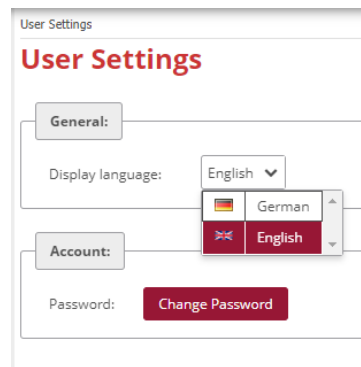 User Settings
User Settings
General:
Display language:
English
German
English
Account:
Password:
Change Password